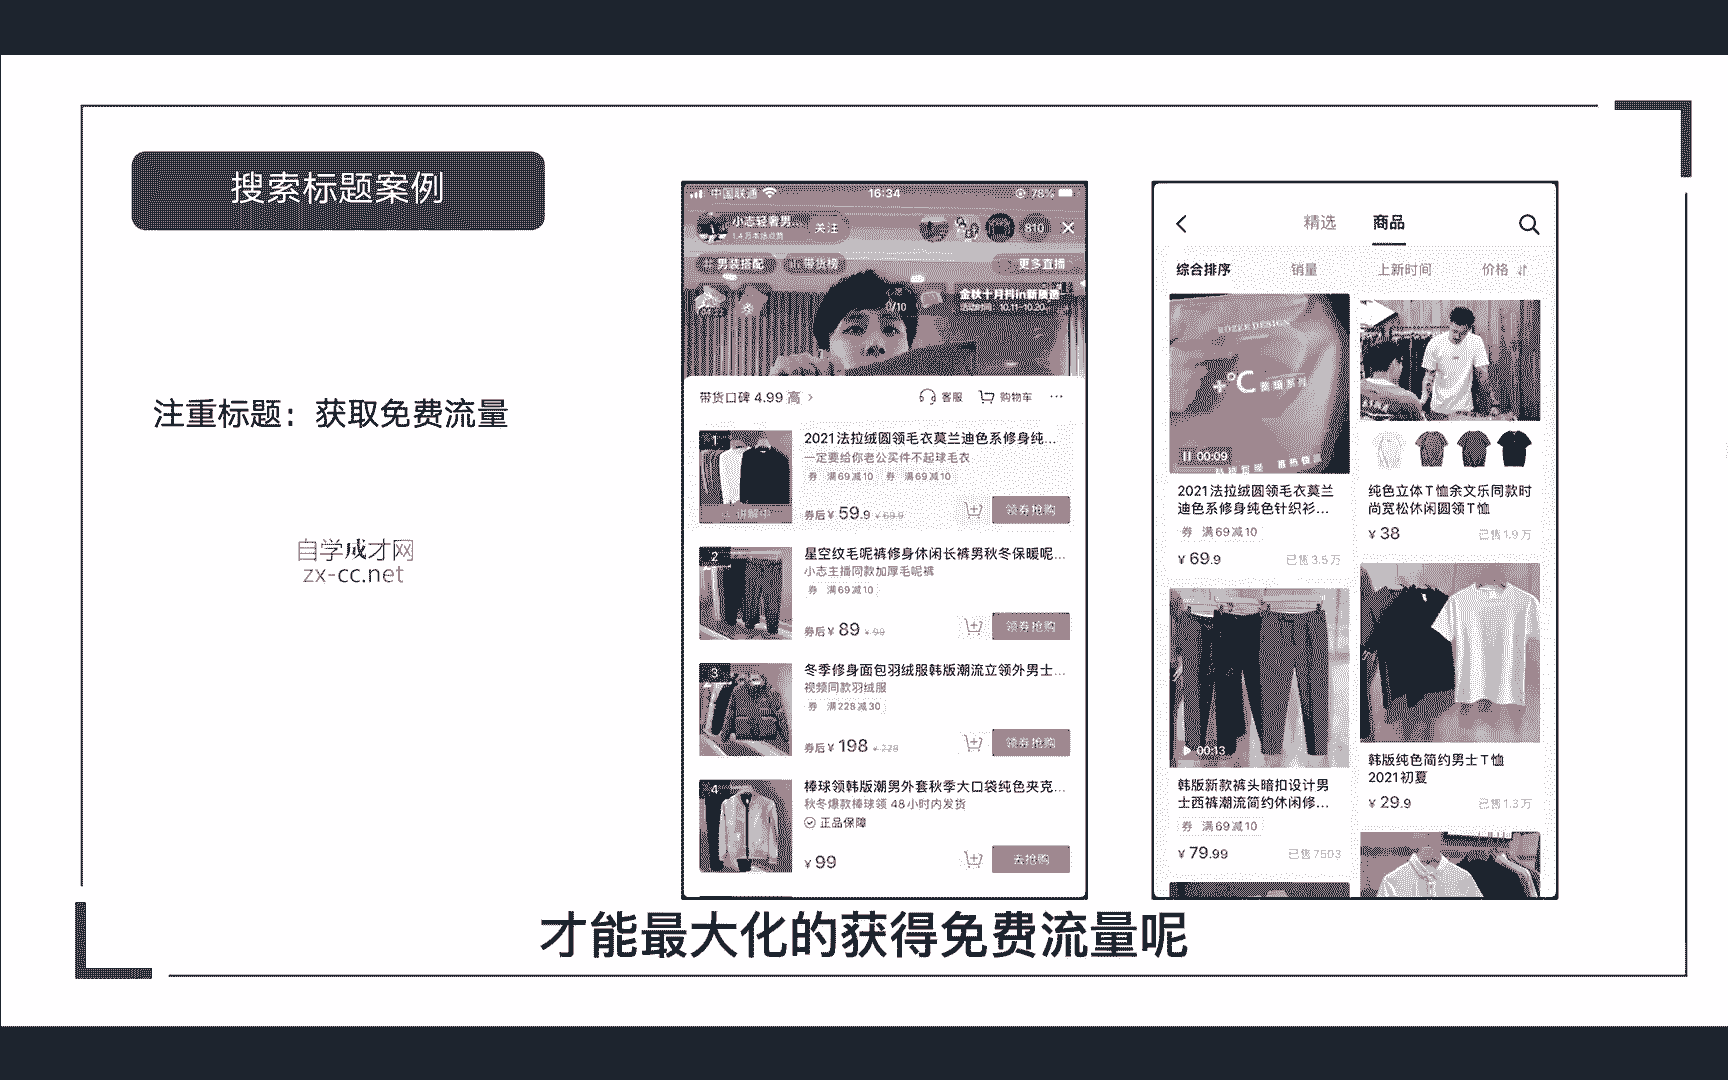 搜索标题案例
注重标题：获取免费流量
自学成才网
zx-cc.net
中国联通
16:34
78%
小志轻奢男...
1.4万本场点赞
关注
810
男装搭配
带货榜
更多直播
金秋十月抖in新风潮
带货口碑 4.99 高
客服
购物车
1
2021法拉绒圆领毛衣莫兰迪色系修身纯...
一定要给你老公买件不起球毛衣
券 满69减10 券 满69减10
讲解中
券后¥59.9 ¥69.9
领券抢购
2
星空纹毛呢裤修身休闲长裤男秋冬保暖呢...
小志主播同款加厚毛呢裤
券 满69减10
券后¥89 ¥99
领券抢购
3
冬季修身面包羽绒服韩版潮流立领外男士...
视频同款羽绒服
券 满228减30
券后¥198 ¥228
领券抢购
4
棒球领韩版潮男外套秋季大口袋纯色夹克...
秋冬爆款棒球领 48小时内发货
正品保障
¥99
去抢购
精选
商品
综合排序
销量
上新时间
价格
+°C
00:09
2021法拉绒圆领毛衣莫兰
迪色系修身纯色针织衫...
券 满69减10
¥69.9
已售3.5万
纯色立体T恤余文乐同款时
尚宽松休闲圆领T恤
¥38
已售1.9万
00:13
韩版新款裤头暗扣设计男
士西裤潮流简约休闲修...
券 满69减10
¥79.99
已售7503
韩版纯色简约男士T恤
2021初夏
¥29.9
已售1.3万
才能最大化的获得免费流量呢